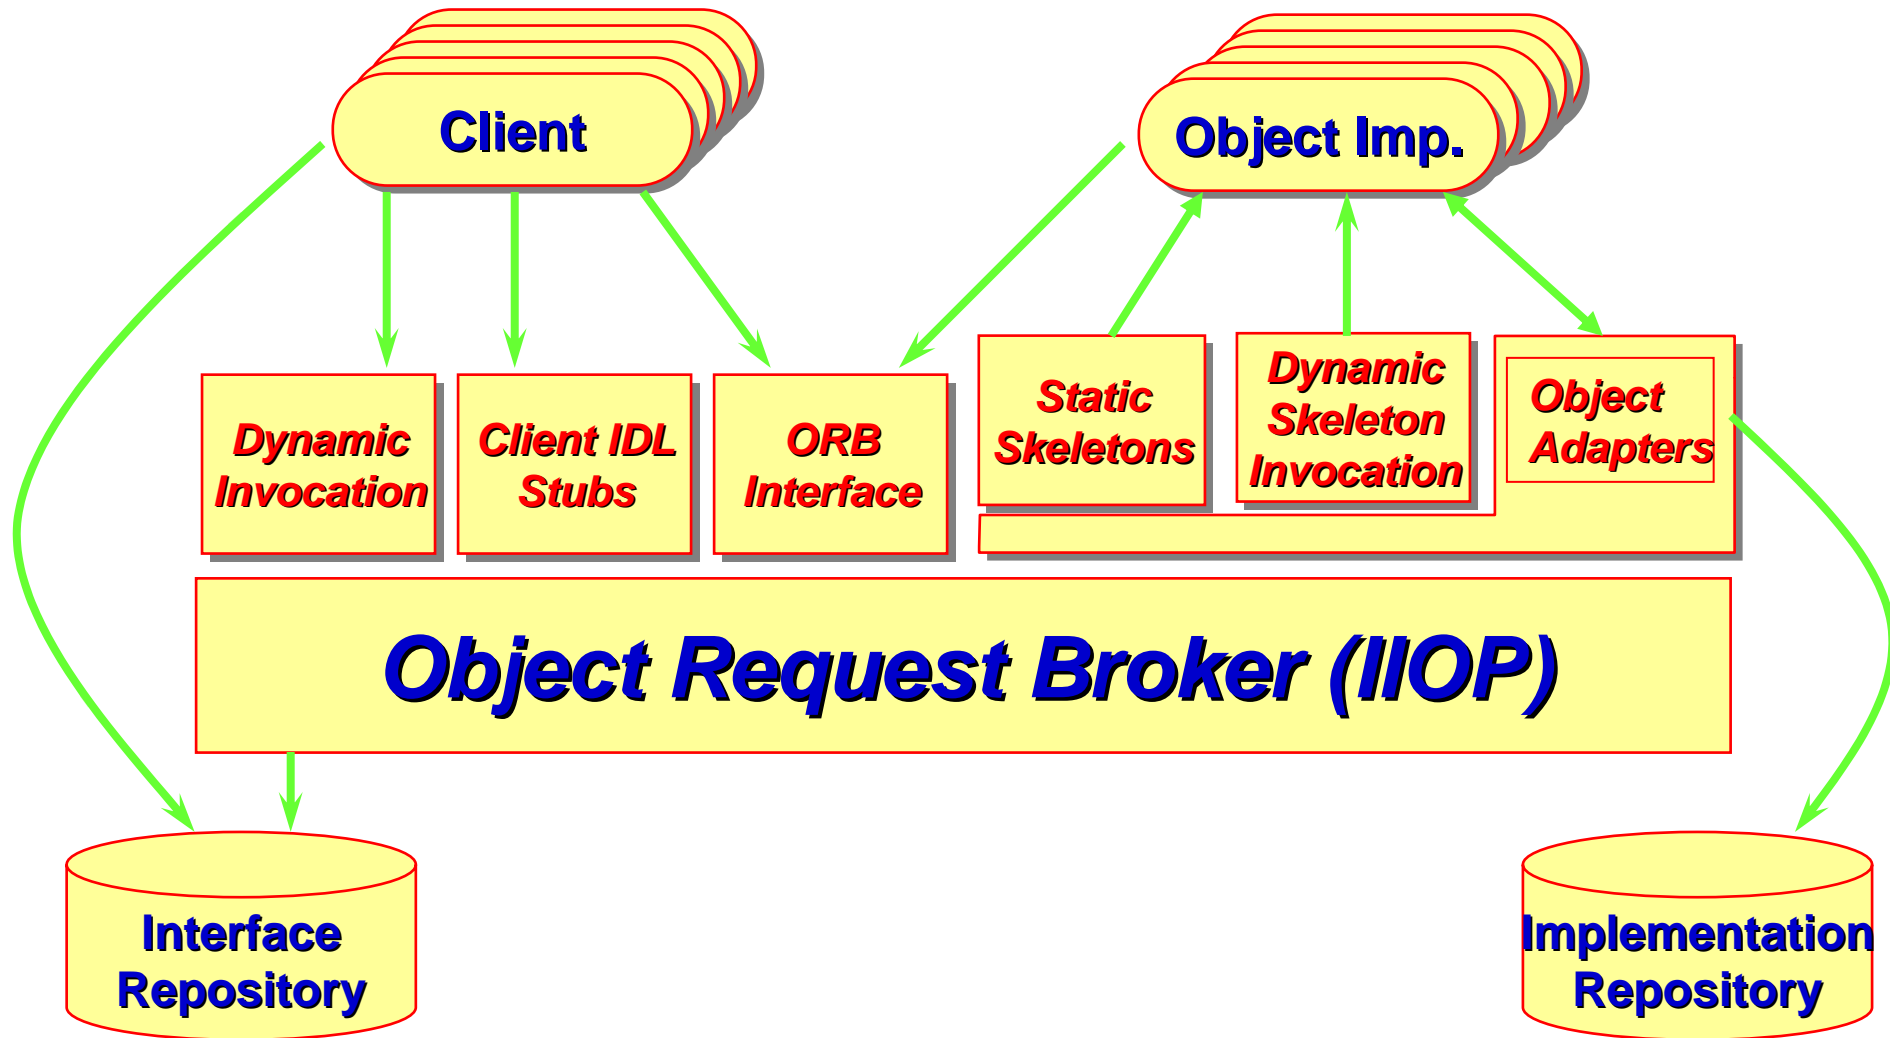 Client
Object Imp.
Dynamic
Invocation
Client IDL
Stubs
ORB
Interface
Static
Skeletons
Dynamic
Skeleton
Invocation
Object
Adapters
Object Request Broker (IIOP)
Interface
Repository
Implementation
Repository